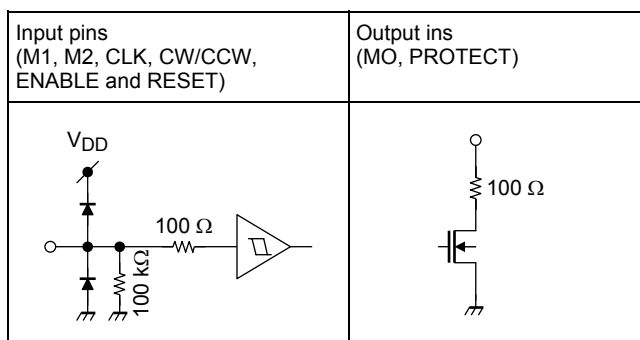 Input pins
(M1, M2, CLK, CW/CCW,
ENABLE and RESET)
Output ins
(MO, PROTECT)
VDD
100 Ω
100 kΩ
100 Ω